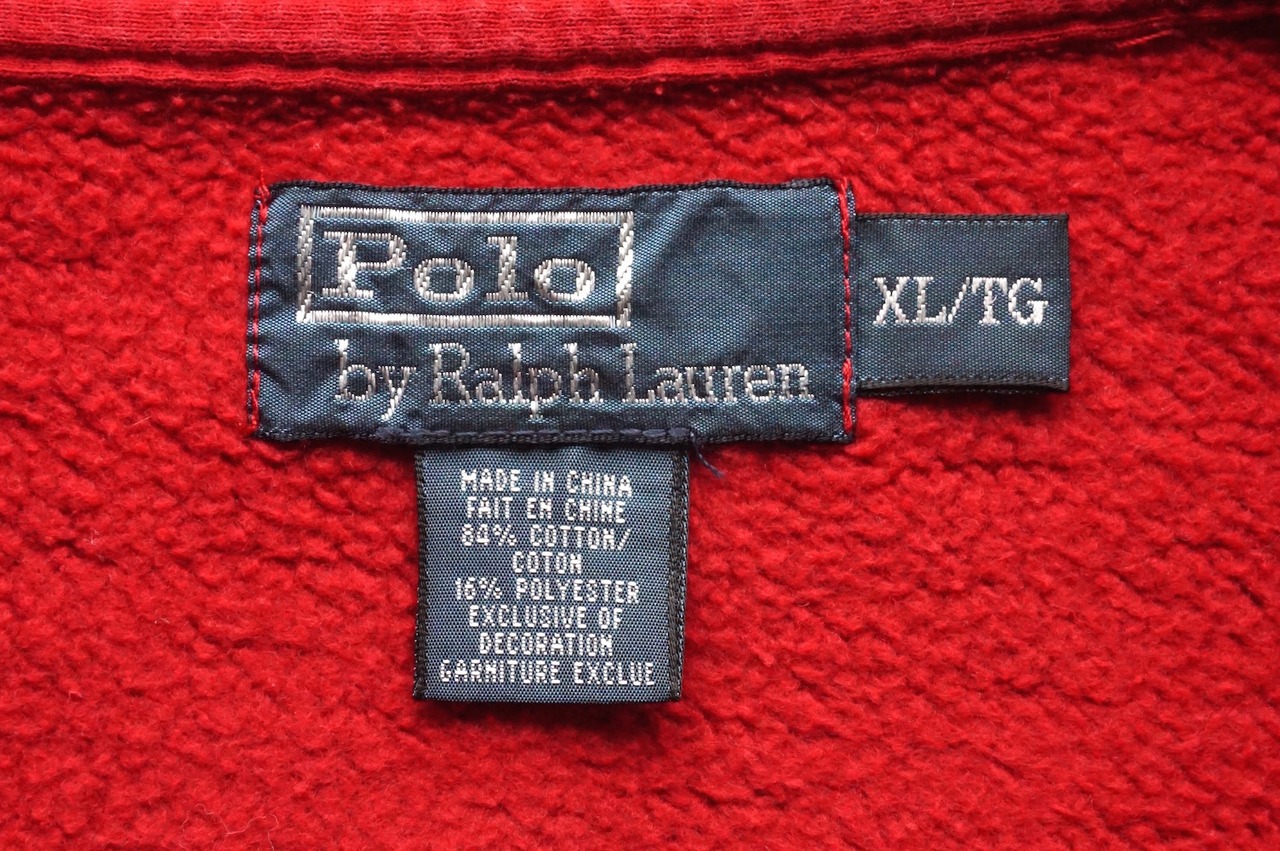 Polo
by Ralph Lauren
XL/TG
MADE IN CHINA
FAIT EN CHINE
84% COTTON/
COTON
16% POLYESTER
EXCLUSIVE OF
DECORATION
GARNITURE EXCLUE